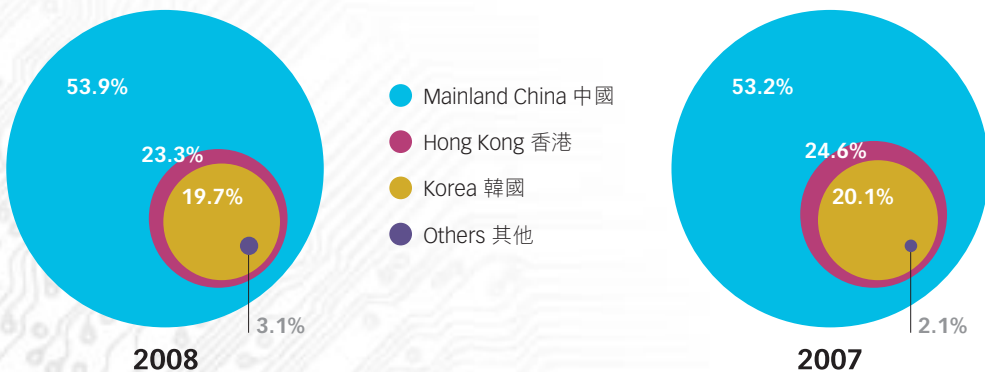 53.9%
23.3%
19.7%
3.1%
2008
Mainland China 中國
Hong Kong 香港
Korea 韓國
Others 其他
53.2%
24.6%
20.1%
2.1%
2007